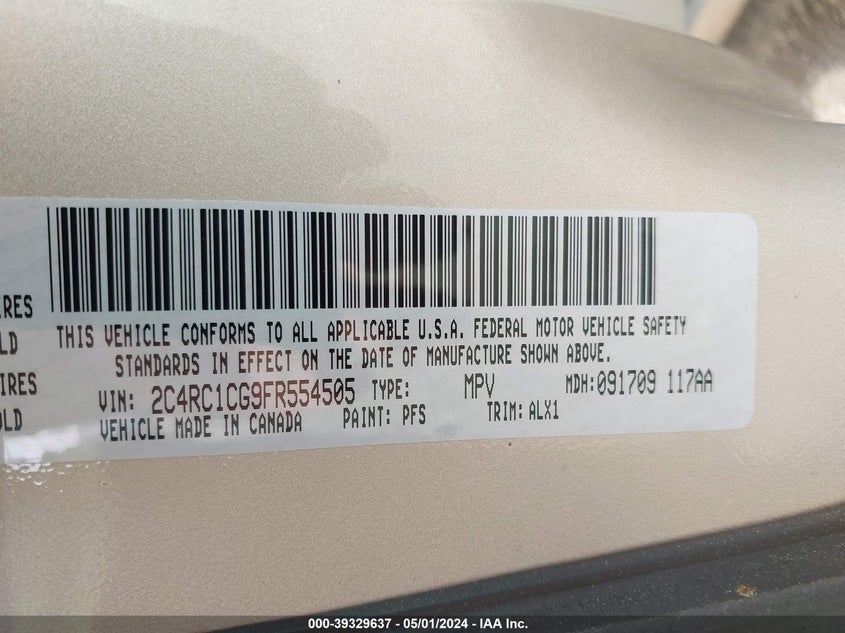 IRES
LD
THIS VEHICLE CONFORMS TO ALL APPLICABLE U.S.A. FEDERAL MOTOR VEHICLE SAFETY
STANDARDS IN EFFECT ON THE DATE OF MANUFACTURE SHOWN ABOVE.
IRES
OLD
VIN: 2C4RC1CG9FR554505 TYPE: MPV MDH:091709 117AA
VEHICLE MADE IN CANADA PAINT: PFS TRIM: ALX1
000-39329637 - 05/01/2024 - IAA Inc.